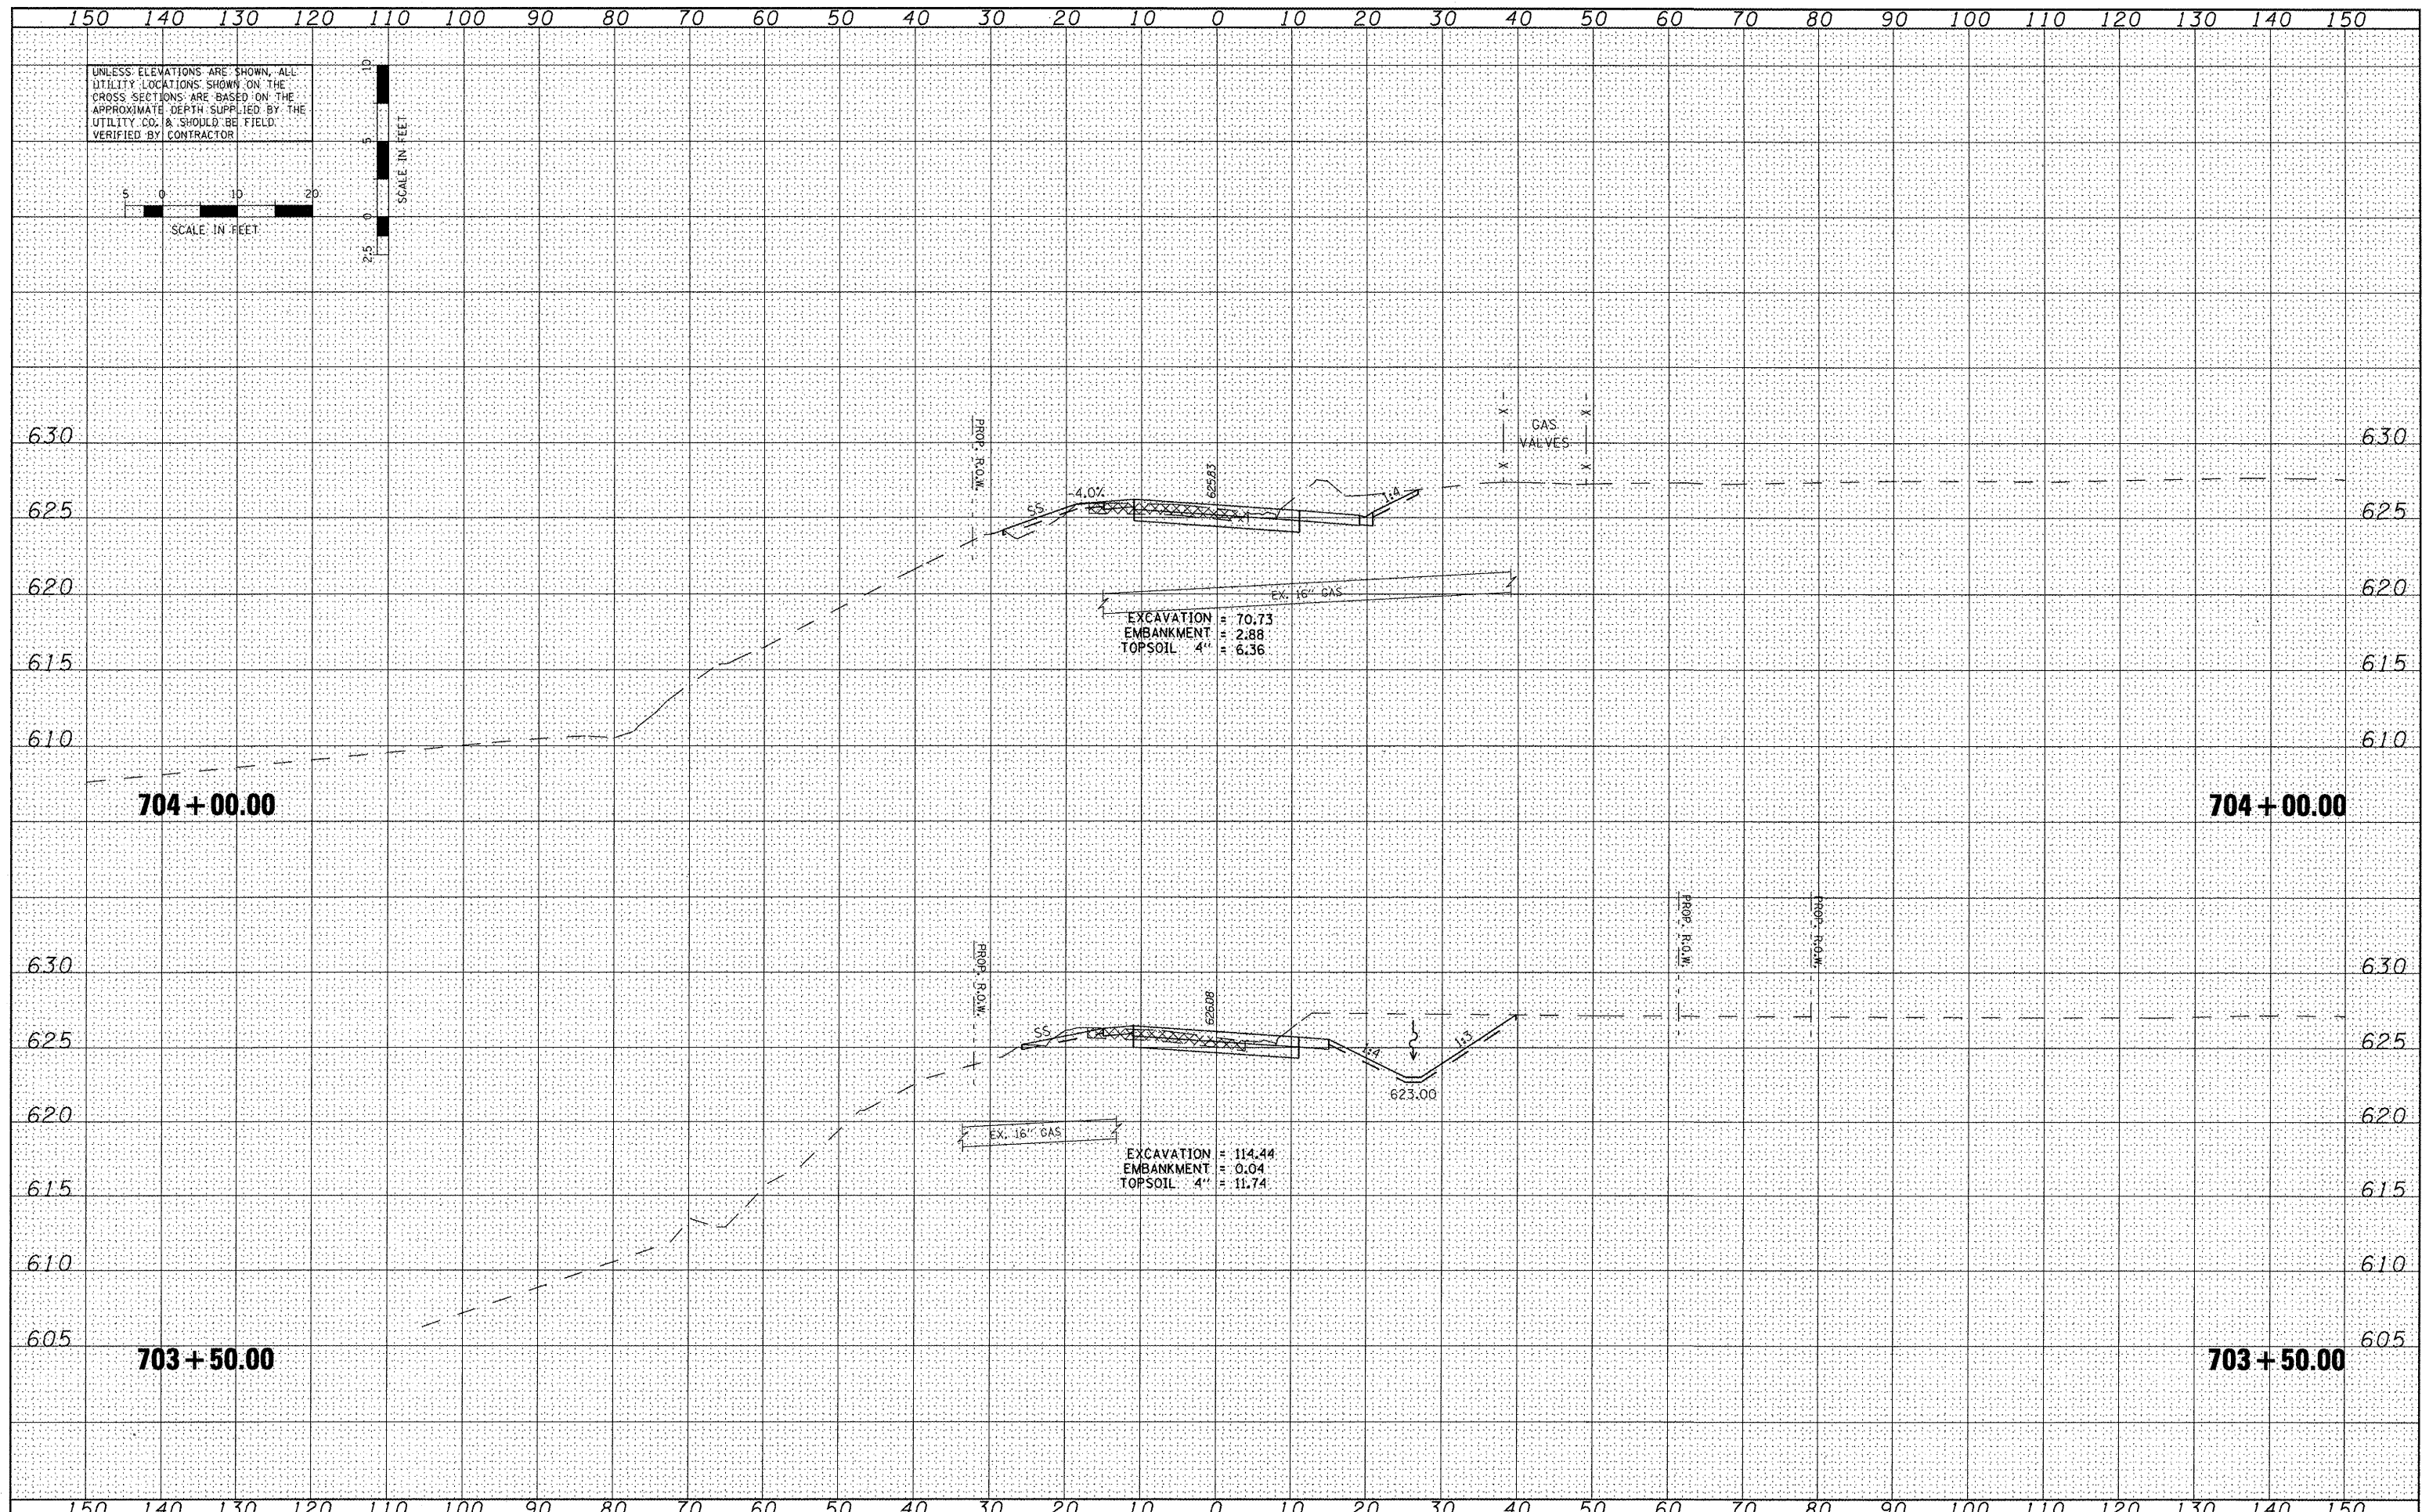 150 140 130 120 110 100 90 80 70 60 50 40 30 20 10 0 10 20 30 40 50 60 70 80 90 100 110 120 130 140 150
UNLESS ELEVATIONS ARE SHOWN, ALL
UTILITY LOCATIONS SHOWN ON THE
CROSS SECTIONS ARE BASED ON THE
APPROXIMATE DEPTH SUPPLIED BY THE
UTILITY CO. & SHOULD BE FIELD
VERIFIED BY CONTRACTOR
10
5
0
2.5
SCALE IN FEET
5 0 10 20
SCALE IN FEET
630 630
PROP. R.O.W.
X X
GAS
VALVES
X X
625.83
-4.0%
SS
1:4
625 625
620 620
EX. 16" GAS
EXCAVATION = 70.73
EMBANKMENT = 2.88
TOPSOIL 4" = 6.36
615 615
610 610
704+00.00 704+00.00
PROP. R.O.W.
PROP. R.O.W.
PROP. R.O.W.
630 630
626.08
SS
1:4
1:3
625 625
623.00
620 620
EX. 16" GAS
EXCAVATION = 114.44
EMBANKMENT = 0.04
TOPSOIL 4" = 11.74
615 615
610 610
605 605
703+50.00 703+50.00
150 140 130 120 110 100 90 80 70 60 50 40 30 20 10 0 10 20 30 40 50 60 70 80 90 100 110 120 130 140 150